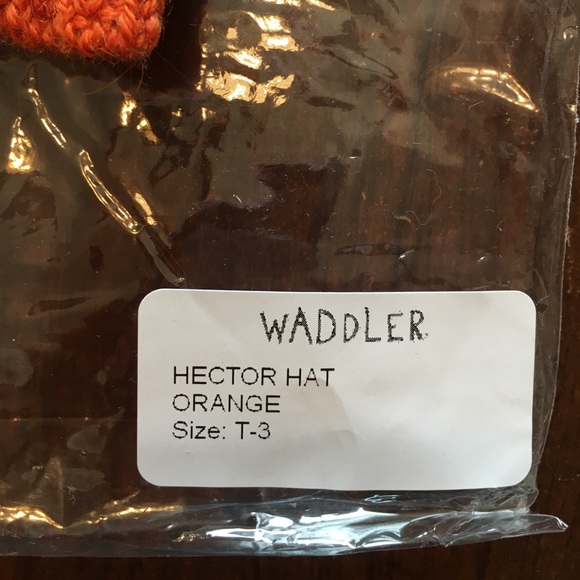 WADDLER
HECTOR HAT
ORANGE
Size: T-3